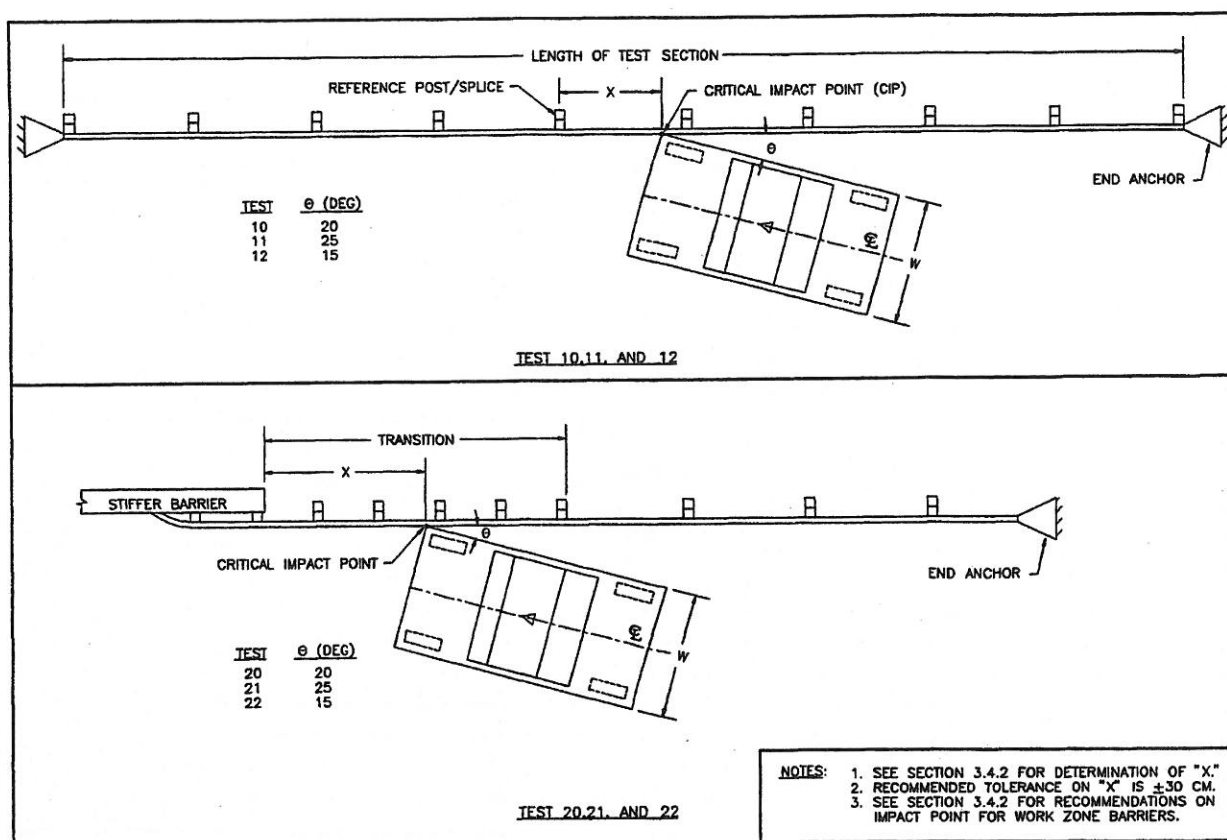 LENGTH OF TEST SECTION
REFERENCE POST/SPLICE
X
CRITICAL IMPACT POINT (CIP)
θ
END ANCHOR
TEST θ (DEG)
10 20
11 25
12 15
℄
W
TEST 10,11, AND 12
TRANSITION
X
STIFFER BARRIER
θ
CRITICAL IMPACT POINT
END ANCHOR
℄
W
TEST θ (DEG)
20 20
21 25
22 15
TEST 20,21, AND 22
NOTES: 1. SEE SECTION 3.4.2 FOR DETERMINATION OF "X."
2. RECOMMENDED TOLERANCE ON "X" IS ±30 CM.
3. SEE SECTION 3.4.2 FOR RECOMMENDATIONS ON
IMPACT POINT FOR WORK ZONE BARRIERS.